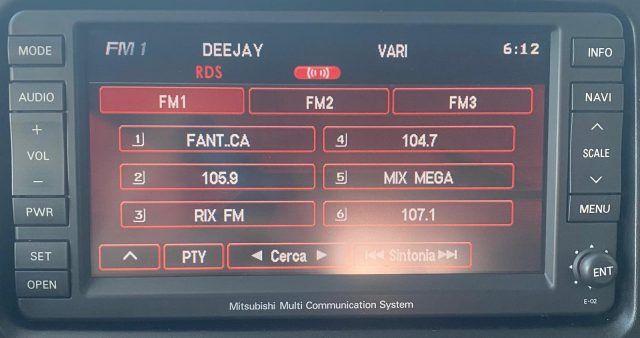 MODE FM 1 DEEJAY VARI 6:12 INFO
RDS
AUDIO FM1 FM2 FM3 NAVI
+
VOL
−
1 FANT..CA 4 104.7
SCALE
2 105.9 5 MIX MEGA
PWR 3 RIX FM 6 107.1 MENU
SET PTY Cerca Sintonia ENT
OPEN
Mitsubishi Multi Communication System
E-02